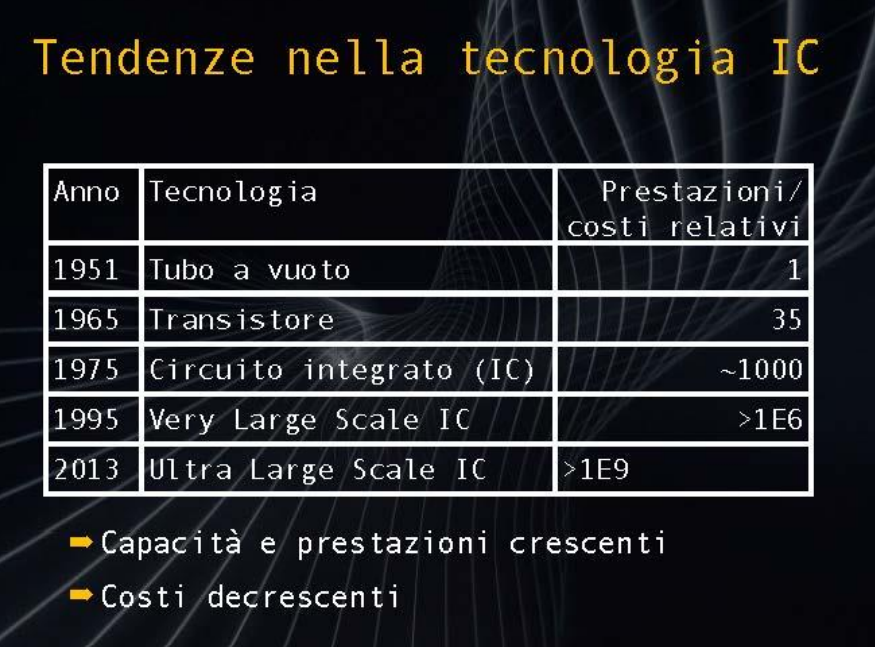 Tendenze nella tecnologia IC
Anno Tecnologia Prestazioni/
costi relativi
1951 Tubo a vuoto 1
1965 Transistore 35
1975 Circuito integrato (IC) ~1000
1995 Very Large Scale IC >1E6
2013 Ultra Large Scale IC >1E9
➡Capacità e prestazioni crescenti
➡Costi decrescenti